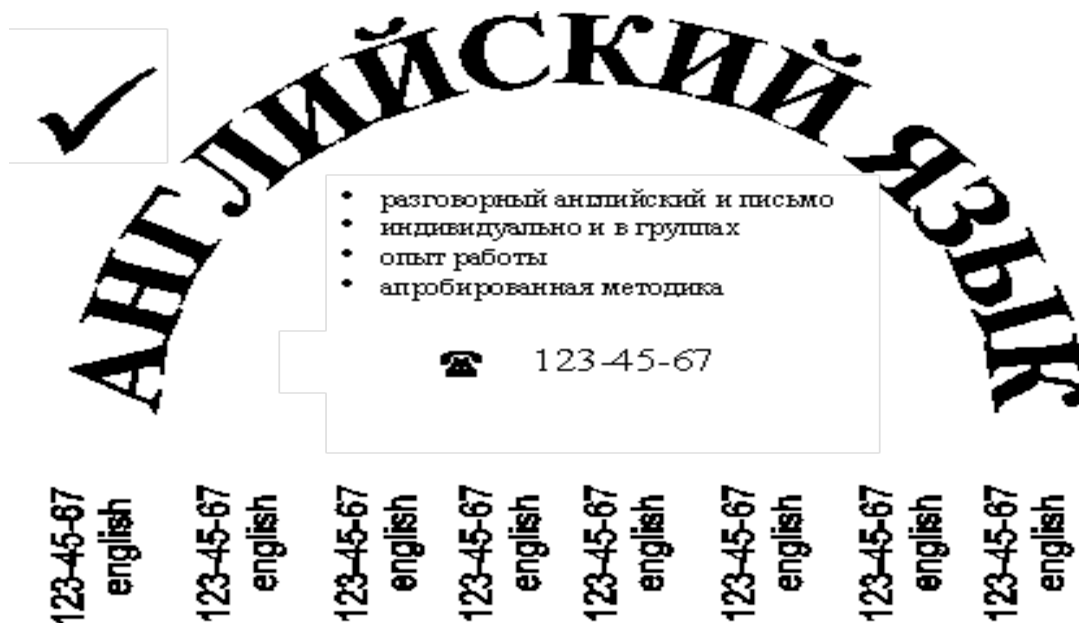 АНГЛИЙСКИЙ ЯЗЫК
• разговорный английский и письмо
• индивидуально и в группах
• опыт работы
• апробированная методика
☎ 123-45-67
123-45-67
english
123-45-67
english
123-45-67
english
123-45-67
english
123-45-67
english
123-45-67
english
123-45-67
english
123-45-67
english